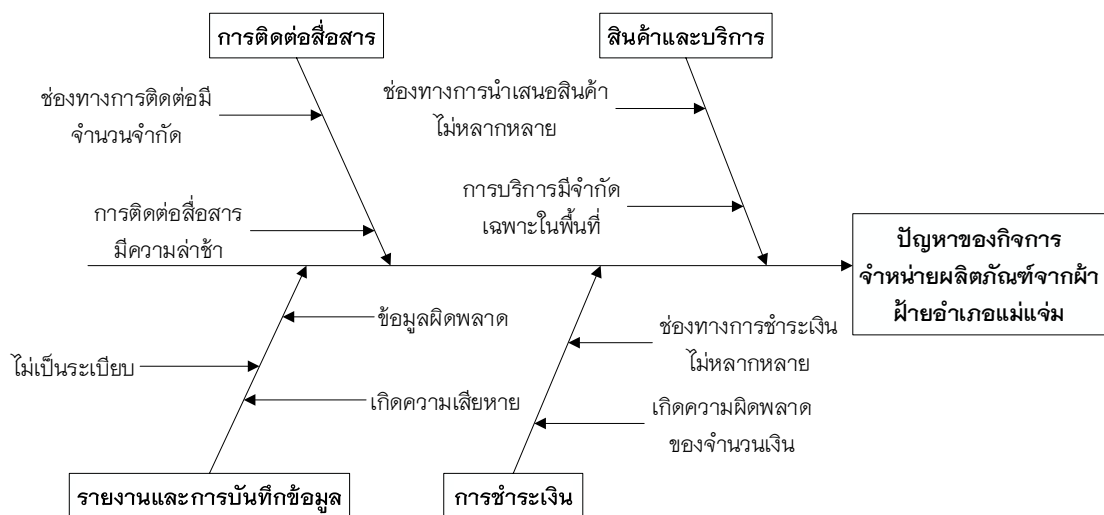 การติดต่อสื่อสาร
สินค้าและบริการ
ช่องทางการติดต่อมี
จำนวนจำกัด
ช่องทางการนำเสนอสินค้า
ไม่หลากหลาย
การติดต่อสื่อสาร
มีความล่าช้า
การบริการมีจำกัด
เฉพาะในพื้นที่
ปัญหาของกิจการ
จำหน่ายผลิตภัณฑ์จากผ้า
ฝ้ายอำเภอแม่แจ่ม
ข้อมูลผิดพลาด
ไม่เป็นระเบียบ
เกิดความเสียหาย
ช่องทางการชำระเงิน
ไม่หลากหลาย
เกิดความผิดพลาด
ของจำนวนเงิน
รายงานและการบันทึกข้อมูล
การชำระเงิน